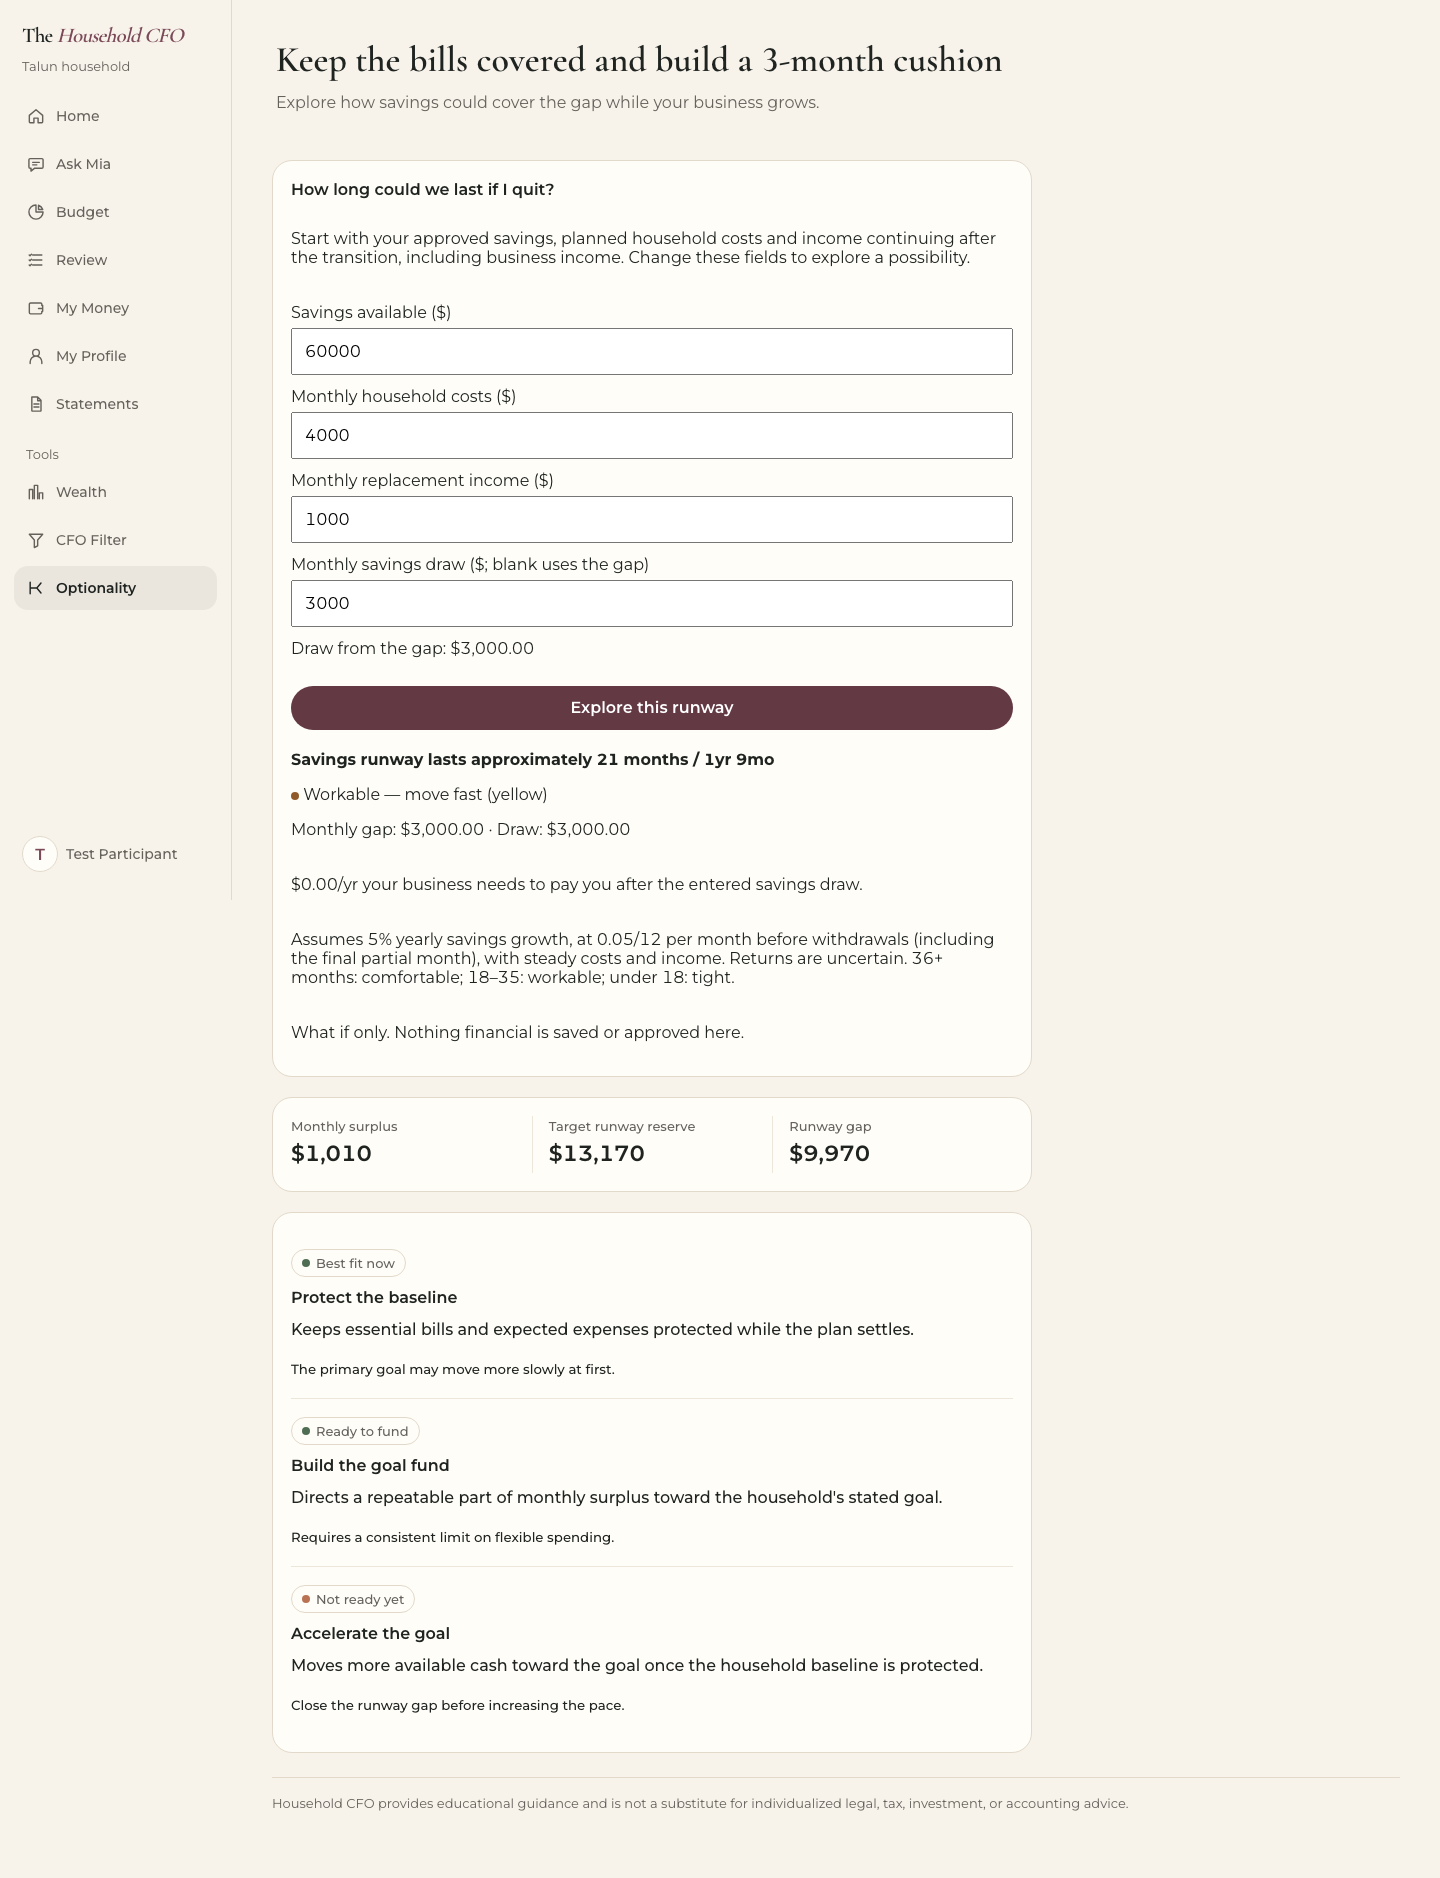 The Household CFO
Talun household
Home
Ask Mia
Budget
Review
My Money
My Profile
Statements
Tools
Wealth
CFO Filter
Optionality
T
Test Participant
Keep the bills covered and build a 3-month cushion
Explore how savings could cover the gap while your business grows.
How long could we last if I quit?
Start with your approved savings, planned household costs and income continuing after
the transition, including business income. Change these fields to explore a possibility.
Savings available ($)
60000
Monthly household costs ($)
4000
Monthly replacement income ($)
1000
Monthly savings draw ($; blank uses the gap)
3000
Draw from the gap: $3,000.00
Explore this runway
Savings runway lasts approximately 21 months / 1yr 9mo
Workable — move fast (yellow)
Monthly gap: $3,000.00 · Draw: $3,000.00
$0.00/yr your business needs to pay you after the entered savings draw.
Assumes 5% yearly savings growth, at 0.05/12 per month before withdrawals (including
the final partial month), with steady costs and income. Returns are uncertain. 36+
months: comfortable; 18–35: workable; under 18: tight.
What if only. Nothing financial is saved or approved here.
Monthly surplus
$1,010
Target runway reserve
$13,170
Runway gap
$9,970
Best fit now
Protect the baseline
Keeps essential bills and expected expenses protected while the plan settles.
The primary goal may move more slowly at first.
Ready to fund
Build the goal fund
Directs a repeatable part of monthly surplus toward the household's stated goal.
Requires a consistent limit on flexible spending.
Not ready yet
Accelerate the goal
Moves more available cash toward the goal once the household baseline is protected.
Close the runway gap before increasing the pace.
Household CFO provides educational guidance and is not a substitute for individualized legal, tax, investment, or accounting advice.